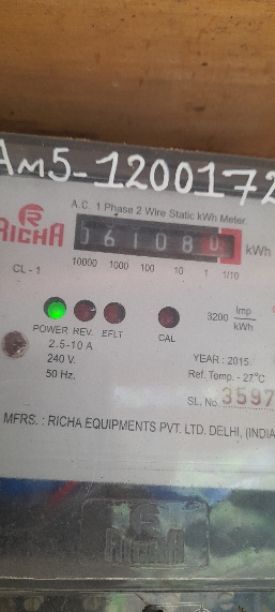 Am5-1200172
A.C. 1 Phase 2 Wire Static kWh Meter.
RICHA
061080 kWh
CL - 1
10000 1000 100 10 1 1/10
3200 Imp/kWh
POWER REV. EFLT CAL
2.5-10 A
240 V.
50 Hz.
YEARː 2015
Ref. Temp. - 27°C
SL. No. 3597
MFRS. : RICHA EQUIPMENTS PVT. LTD. DELHI, (INDIA
RICHA